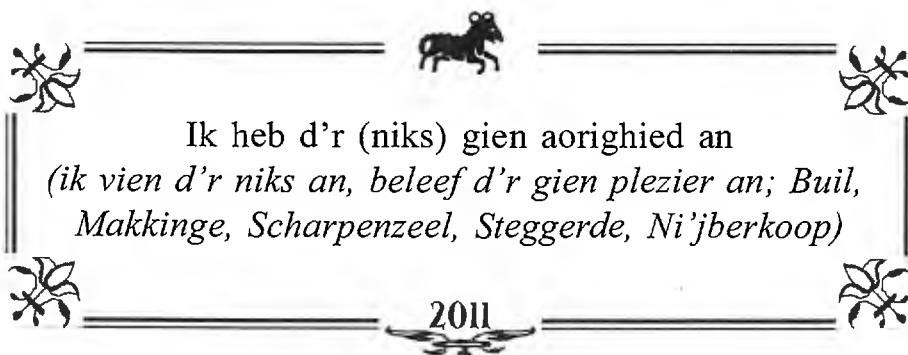 Ik heb d'r (niks) gien aorighied an
(ik vien d'r niks an, beleef d'r gien plezier an; Buil,
Makkinge, Scharpenzeel, Steggerde, Ni'jberkoop)
2011